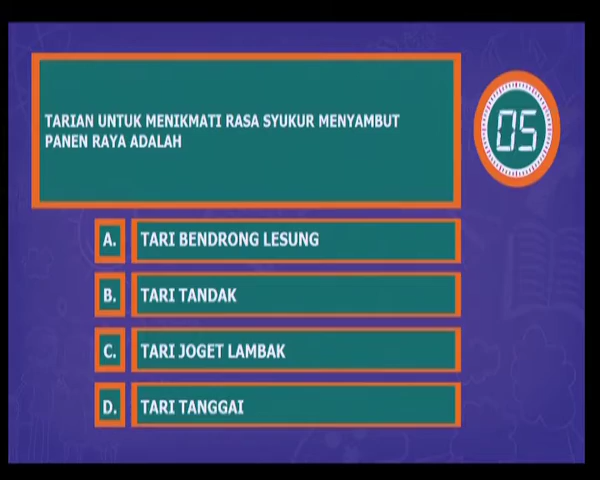 TARIAN UNTUK MENIKMATI RASA SYUKUR MENYAMBUT
PANEN RAYA ADALAH
05
A. TARI BENDRONG LESUNG
B. TARI TANDAK
C. TARI JOGET LAMBAK
D. TARI TANGGAI